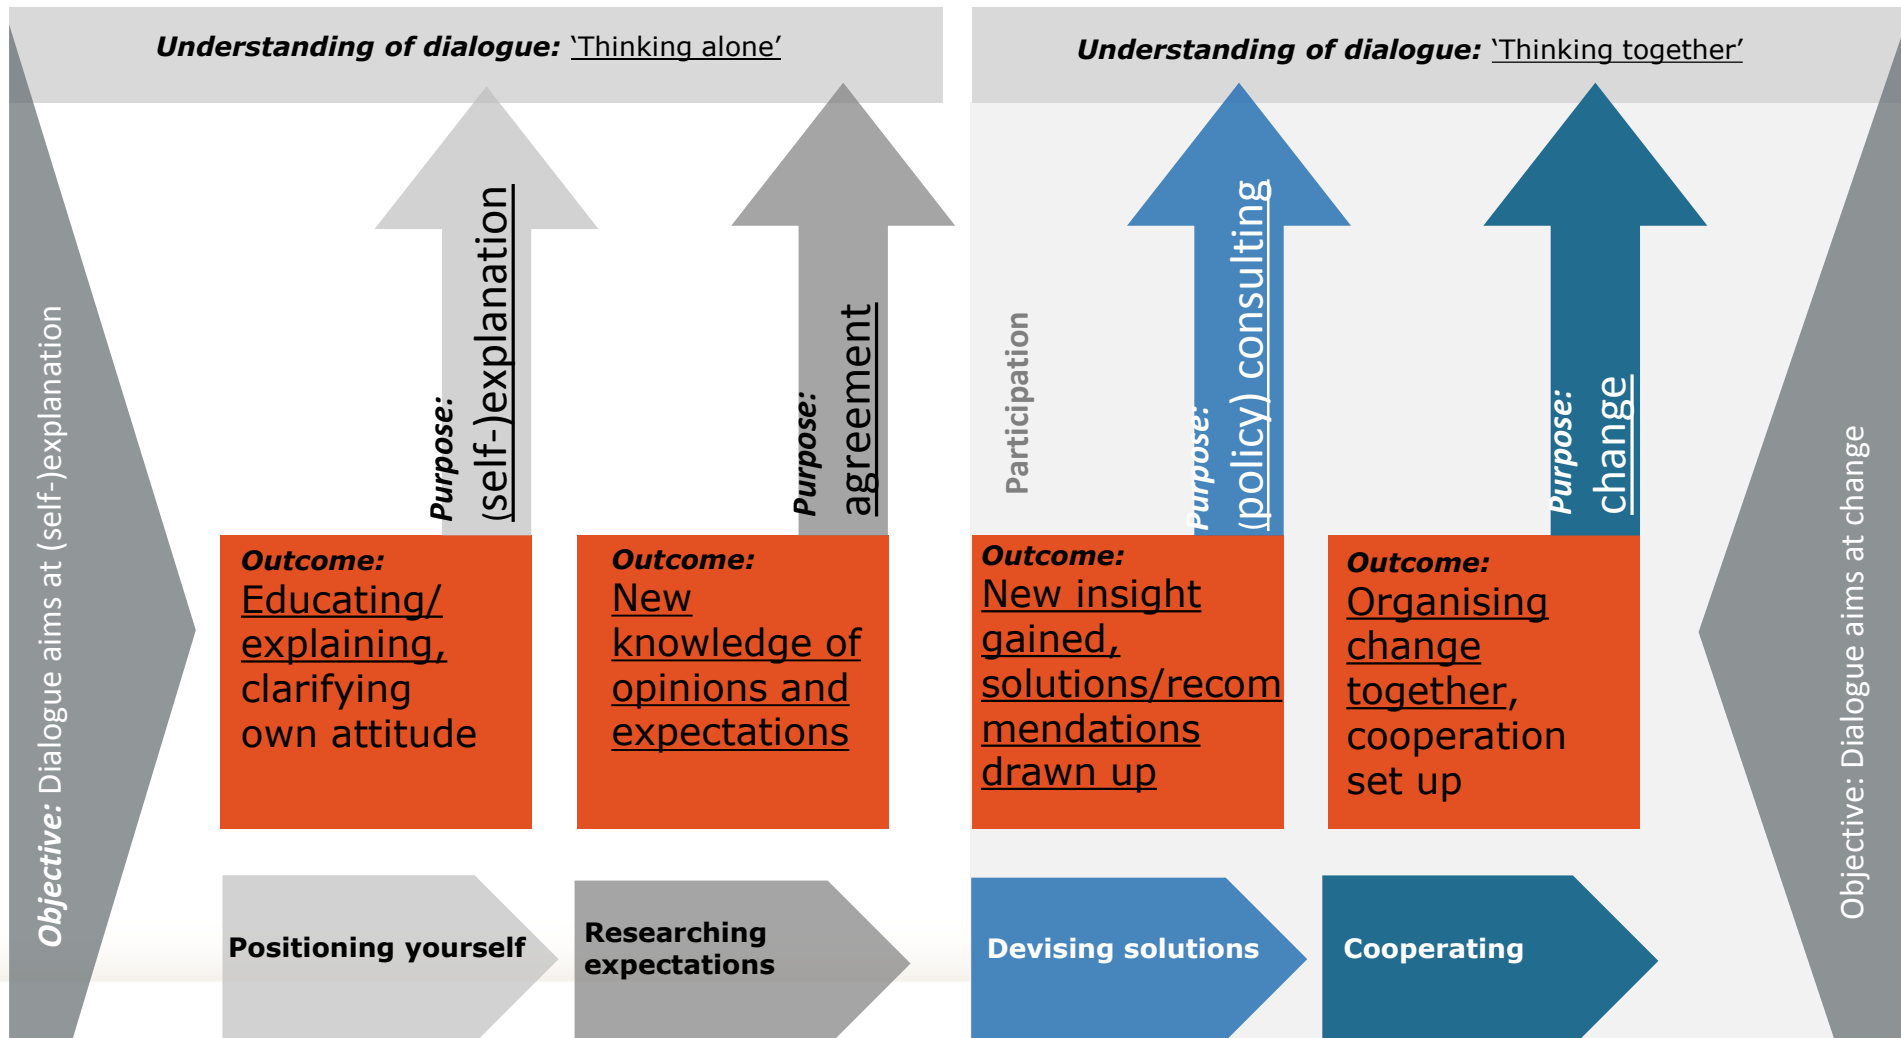 Understanding of dialogue: ‘Thinking alone’
Understanding of dialogue: ‘Thinking together’
Objective: Dialogue aims at (self-)explanation
Purpose:
(self-)explanation
Purpose:
agreement
Participation
Purpose:
(policy) consulting
Purpose:
change
Objective: Dialogue aims at change
Outcome:
Educating/
explaining,
clarifying
own attitude
Outcome:
New
knowledge of
opinions and
expectations
Outcome:
New insight
gained,
solutions/recom
mendations
drawn up
Outcome:
Organising
change
together,
cooperation
set up
Positioning yourself
Researching
expectations
Devising solutions
Cooperating